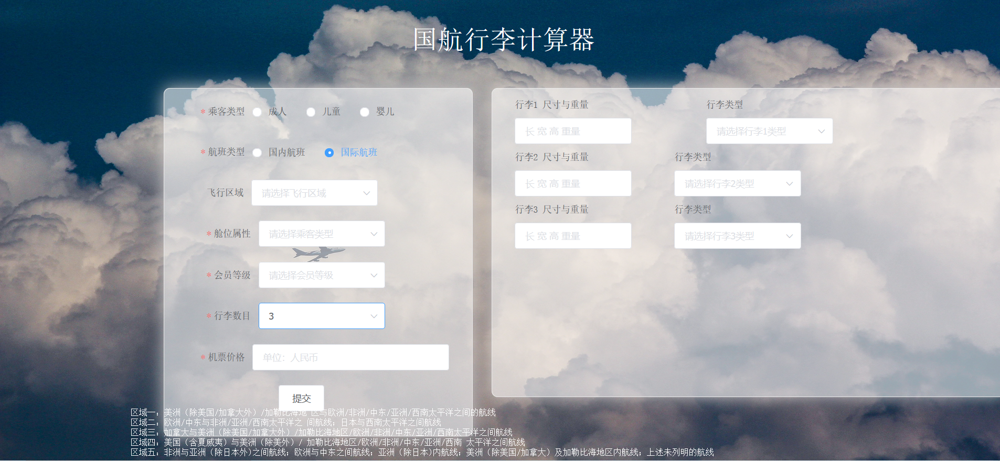 国航行李计算器
* 乘客类型 成人 儿童 婴儿
* 航班类型 国内航班 国际航班
飞行区域 请选择飞行区域
* 舱位属性 请选择乘客类型
* 会员等级 请选择会员等级
* 行李数目 3
* 机票价格 单位：人民币
提交
行李1 尺寸与重量 行李类型
长 宽 高 重量 请选择行李1类型
行李2 尺寸与重量 行李类型
长 宽 高 重量 请选择行李2类型
行李3 尺寸与重量 行李类型
长 宽 高 重量 请选择行李3类型
区域一：美洲（除美国/加拿大外）/加勒比海地 区与欧洲/非洲/中东/亚洲/西南太平洋之间的航线
区域二：欧洲/中东与非洲/亚洲/西南太平洋之 间航线；日本与西南太平洋之间航线
区域三：加拿大与美洲（除美国/加拿大外）/加勒比海地区/欧洲/非洲/中东/亚洲/西南太平洋之间航线
区域四：美国（含夏威夷）与美洲（除美外）/ 加勒比海地区/欧洲/非洲/中东/亚洲/西南 太平洋之间航线
区域五：非洲与亚洲（除日本外)之间航线；欧洲与中东之间航线；亚洲（除日本)内航线；美洲（除美国/加拿大）及加勒比海地区内航线；上述未列明的航线